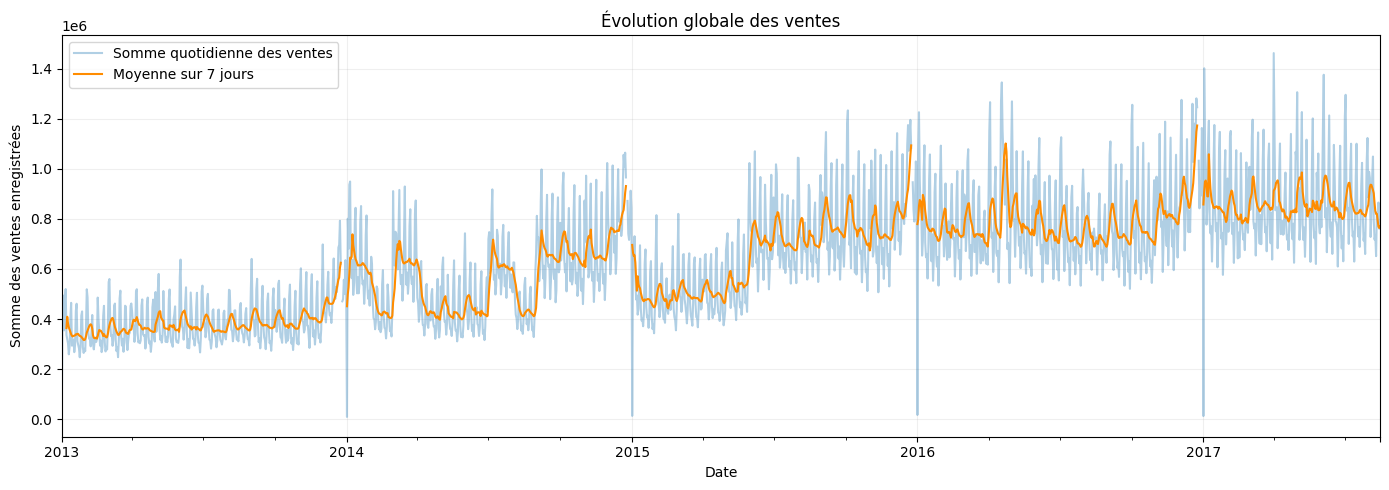 Évolution globale des ventes
1e6
Somme quotidienne des ventes
Moyenne sur 7 jours
1.4
1.2
1.0
0.8
0.6
0.4
0.2
0.0
Somme des ventes enregistrées
2013
2014
2015
2016
2017
Date